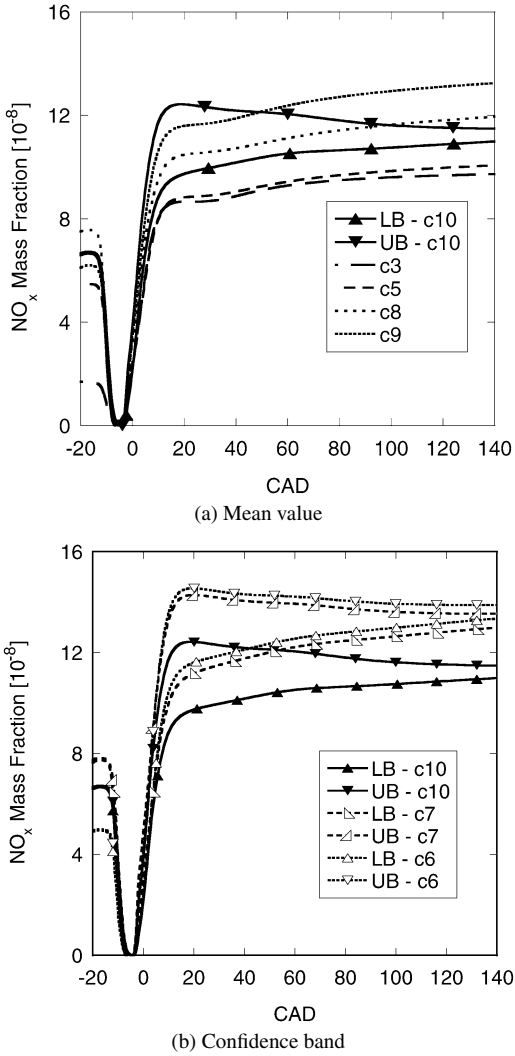 16
12
8
4
0
NOx Mass Fraction [10-8]
-20 0 20 40 60 80 100 120 140
CAD
LB - c10
UB - c10
c3
c5
c8
c9
(a) Mean value
16
12
8
4
0
NOx Mass Fraction [10-8]
-20 0 20 40 60 80 100 120 140
CAD
LB - c10
UB - c10
LB - c7
UB - c7
LB - c6
UB - c6
(b) Confidence band